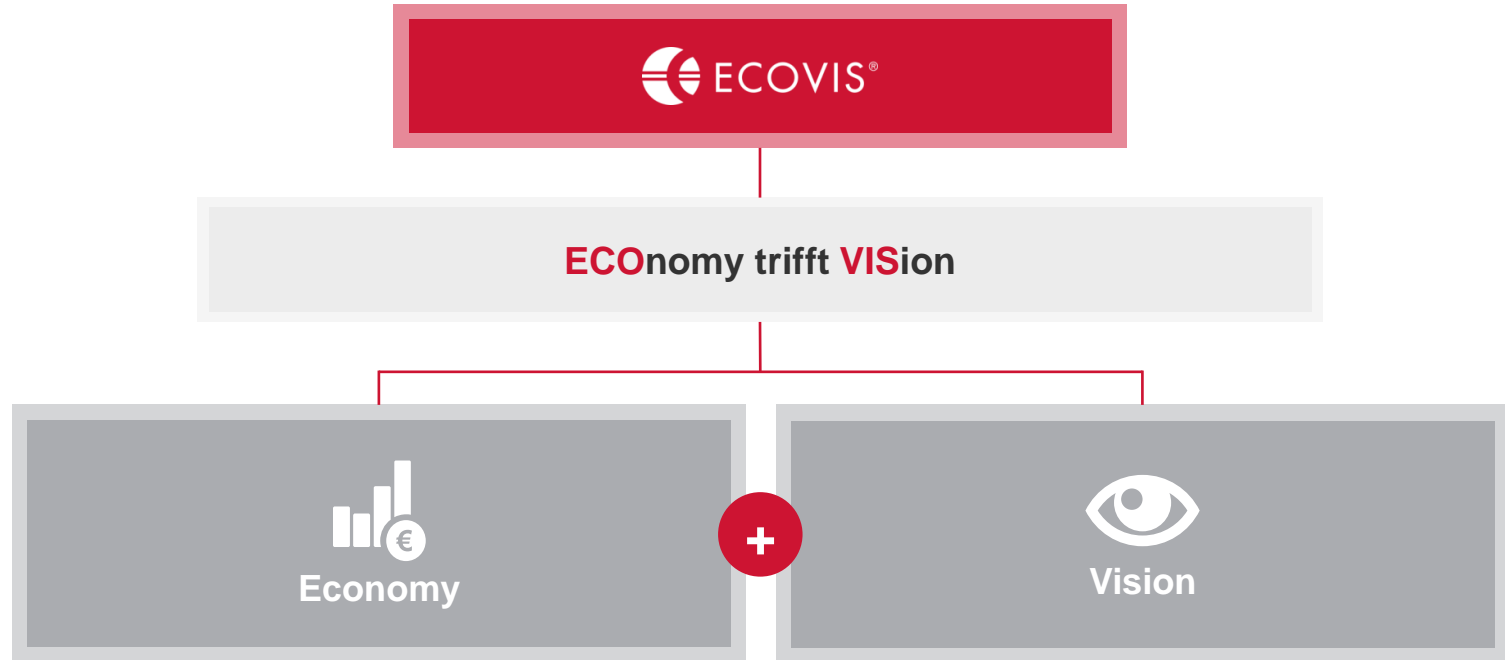 ECOVIS®
ECOnomy trifft VISion
€
Economy
+
Vision